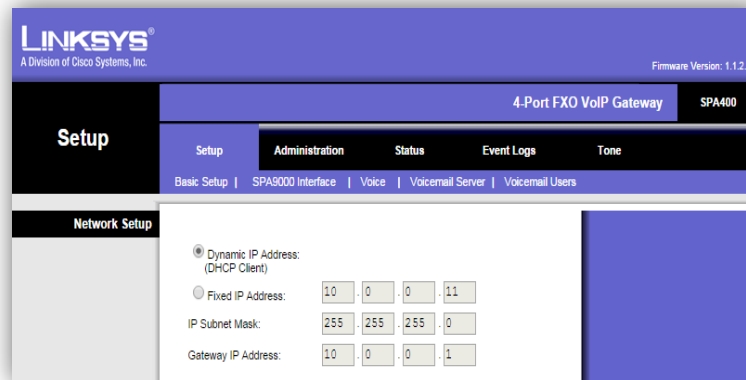 LINKSYS®
A Division of Cisco Systems, Inc.
Firmware Version: 1.1.2.
4-Port FXO VoIP Gateway SPA400
Setup
Setup Administration Status Event Logs Tone
Basic Setup | SPA9000 Interface | Voice | Voicemail Server | Voicemail Users
Network Setup
Dynamic IP Address:
(DHCP Client)
Fixed IP Address: 10 . 0 . 0 . 11
IP Subnet Mask: 255 . 255 . 255 . 0
Gateway IP Address: 10 . 0 . 0 . 1